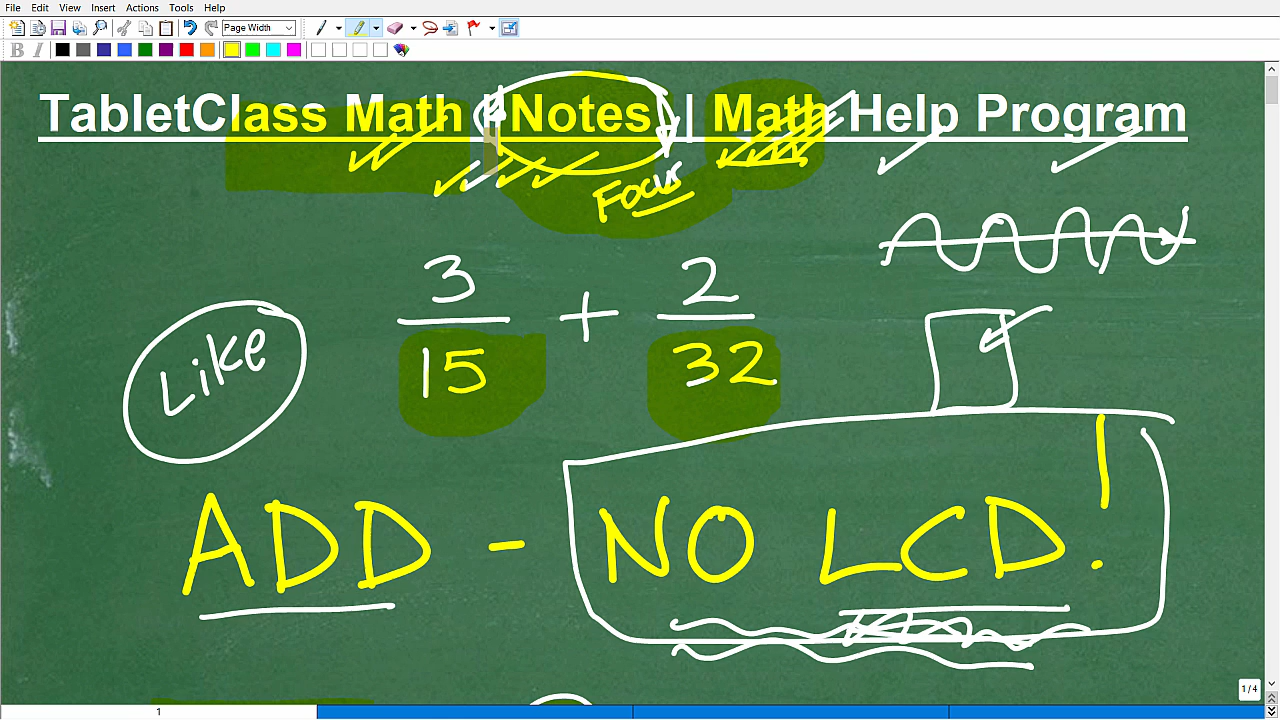 File Edit View Insert Actions Tools Help
Page Width
B I
TabletClass Math | Notes | Math Help Program
Focus
3 + 2
15 32
Like
ADD - NO LCD!
1/4
1